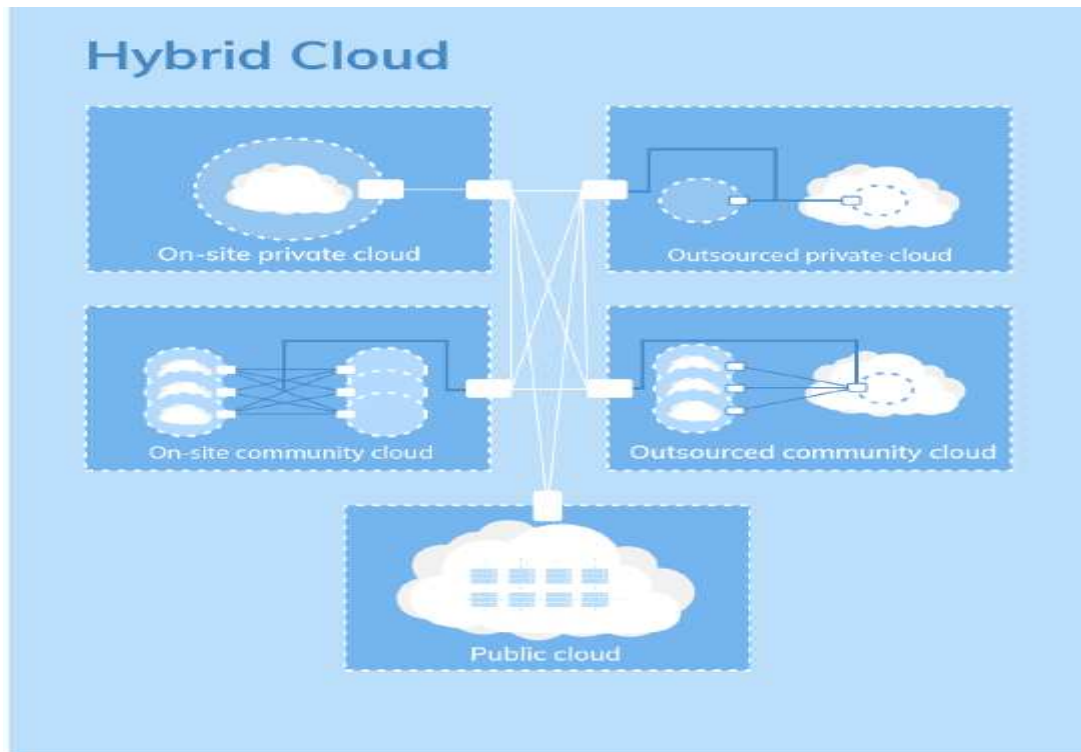 Hybrid Cloud
On-site private cloud
Outsourced private cloud
On-site community cloud
Outsourced community cloud
Public cloud